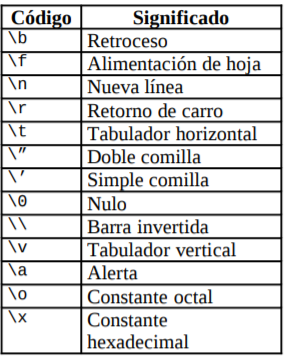 Código Significado
\b Retroceso
\f Alimentación de hoja
\n Nueva línea
\r Retorno de carro
\t Tabulador horizontal
\” Doble comilla
\’ Simple comilla
\0 Nulo
\\ Barra invertida
\v Tabulador vertical
\a Alerta
\o Constante octal
\x Constante
hexadecimal